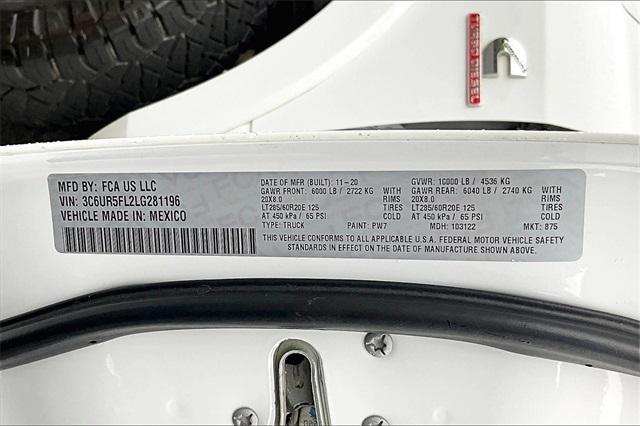 TURBO DIESEL
MFD BY: FCA US LLC
VIN: 3C6UR5FL2LG281196
VEHICLE MADE IN: MEXICO
DATE OF MFR (BUILT): 11-20 GVWR: 10000 LB / 4536 KG
GAWR FRONT: 6000 LB / 2722 KG WITH GAWR REAR: 6040 LB / 2740 KG WITH
20X8.0 RIMS 20X8.0 RIMS
LT285/60R20E 125 TIRES LT285/60R20E 125 TIRES
AT 450 kPa / 65 PSI AT 450 kPa / 65 PSI
TYPE: TRUCK PAINT: PW7 MDH: 103122 MKT: 875
THIS VEHICLE CONFORMS TO ALL APPLICABLE U.S.A. FEDERAL MOTOR VEHICLE SAFETY
STANDARDS IN EFFECT ON THE DATE OF MANUFACTURE SHOWN ABOVE.